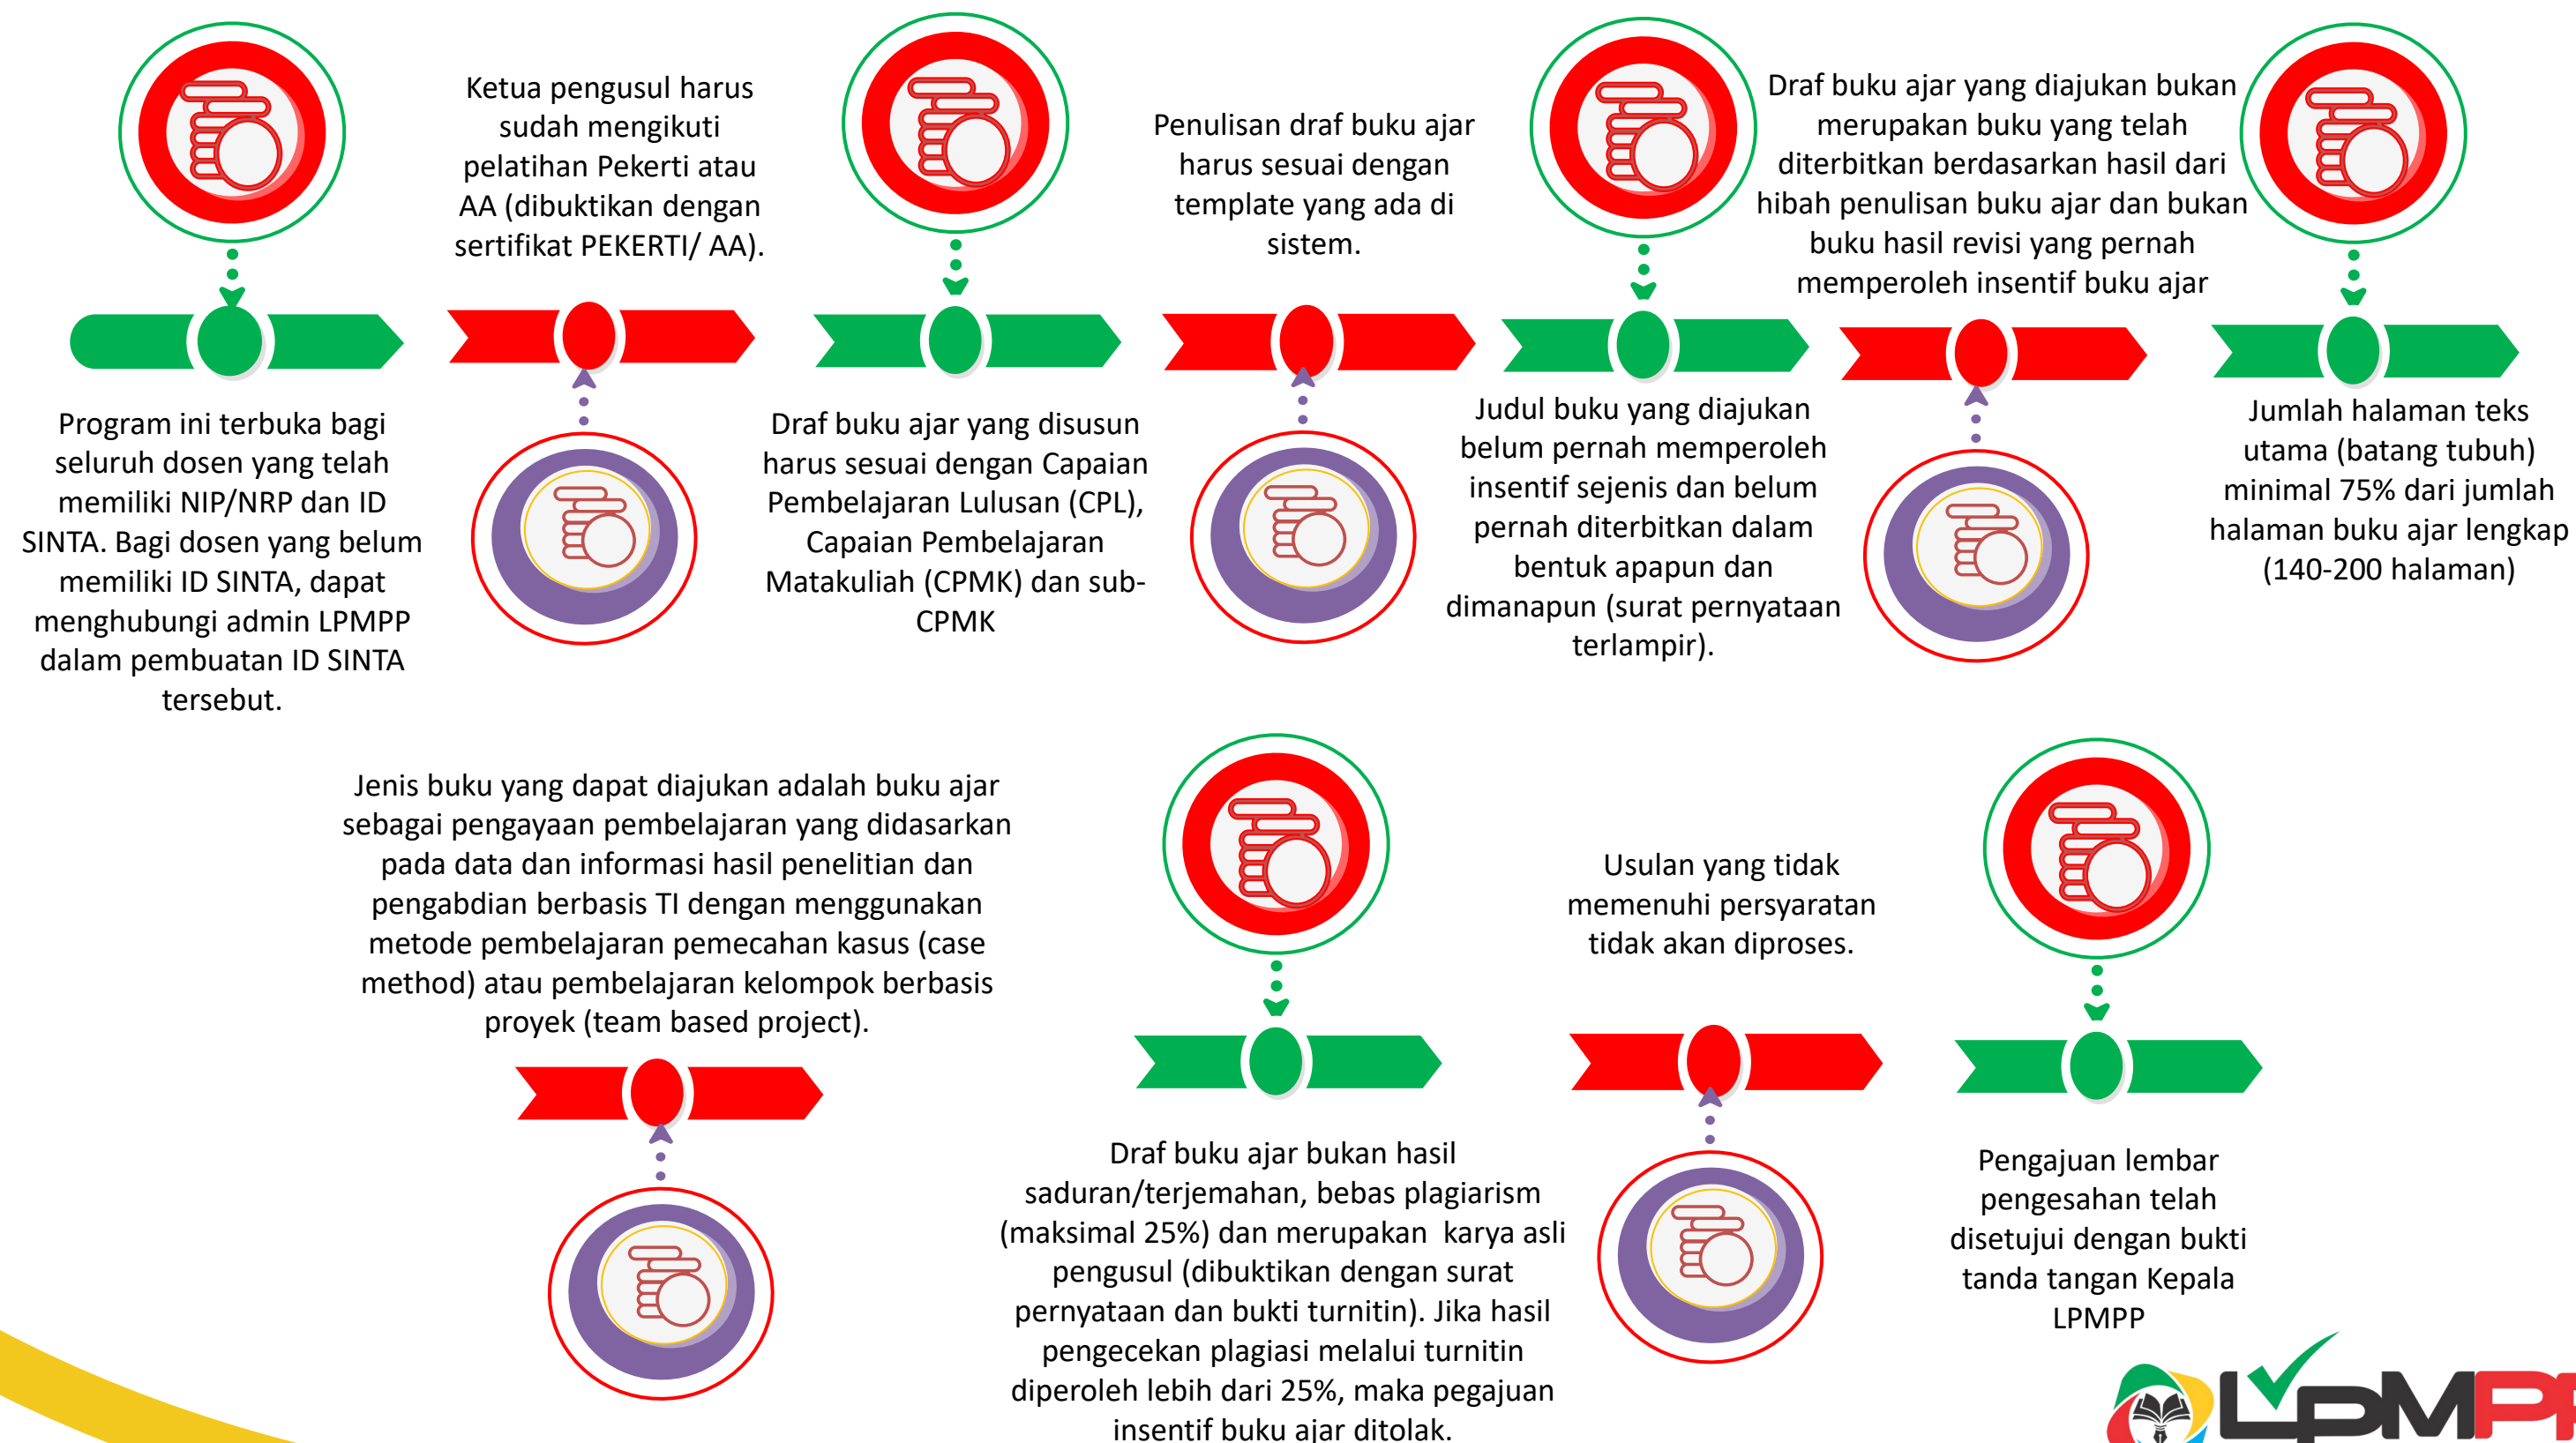 Program ini terbuka bagi
seluruh dosen yang telah
memiliki NIP/NRP dan ID
SINTA. Bagi dosen yang belum
memiliki ID SINTA, dapat
menghubungi admin LPMPP
dalam pembuatan ID SINTA
tersebut.
Ketua pengusul harus
sudah mengikuti
pelatihan Pekerti atau
AA (dibuktikan dengan
sertifikat PEKERTI/ AA).
Draf buku ajar yang disusun
harus sesuai dengan Capaian
Pembelajaran Lulusan (CPL),
Capaian Pembelajaran
Matakuliah (CPMK) dan sub-
CPMK
Penulisan draf buku ajar
harus sesuai dengan
template yang ada di
sistem.
Judul buku yang diajukan
belum pernah memperoleh
insentif sejenis dan belum
pernah diterbitkan dalam
bentuk apapun dan
dimanapun (surat pernyataan
terlampir).
Draf buku ajar yang diajukan bukan
merupakan buku yang telah
diterbitkan berdasarkan hasil dari
hibah penulisan buku ajar dan bukan
buku hasil revisi yang pernah
memperoleh insentif buku ajar
Jumlah halaman teks
utama (batang tubuh)
minimal 75% dari jumlah
halaman buku ajar lengkap
(140-200 halaman)
Jenis buku yang dapat diajukan adalah buku ajar
sebagai pengayaan pembelajaran yang didasarkan
pada data dan informasi hasil penelitian dan
pengabdian berbasis TI dengan menggunakan
metode pembelajaran pemecahan kasus (case
method) atau pembelajaran kelompok berbasis
proyek (team based project).
Draf buku ajar bukan hasil
saduran/terjemahan, bebas plagiarism
(maksimal 25%) dan merupakan  karya asli
pengusul (dibuktikan dengan surat
pernyataan dan bukti turnitin). Jika hasil
pengecekan plagiasi melalui turnitin
diperoleh lebih dari 25%, maka pegajuan
insentif buku ajar ditolak.
Usulan yang tidak
memenuhi persyaratan
tidak akan diproses.
Pengajuan lembar
pengesahan telah
disetujui dengan bukti
tanda tangan Kepala
LPMPP
LPMPP